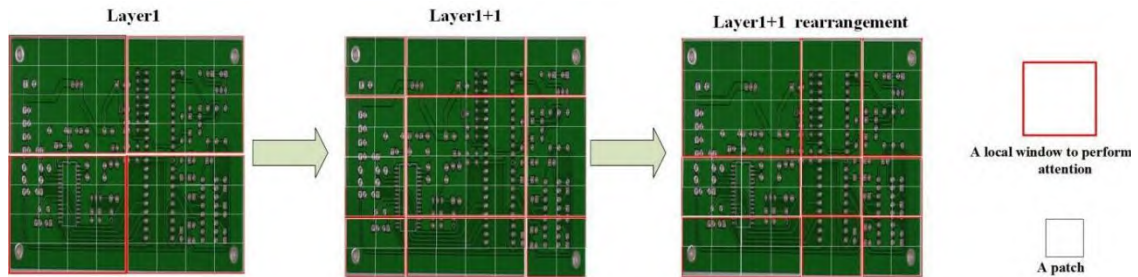 Layer1
Layer1+1
Layer1+1 rearrangement
A local window to perform
attention
A patch